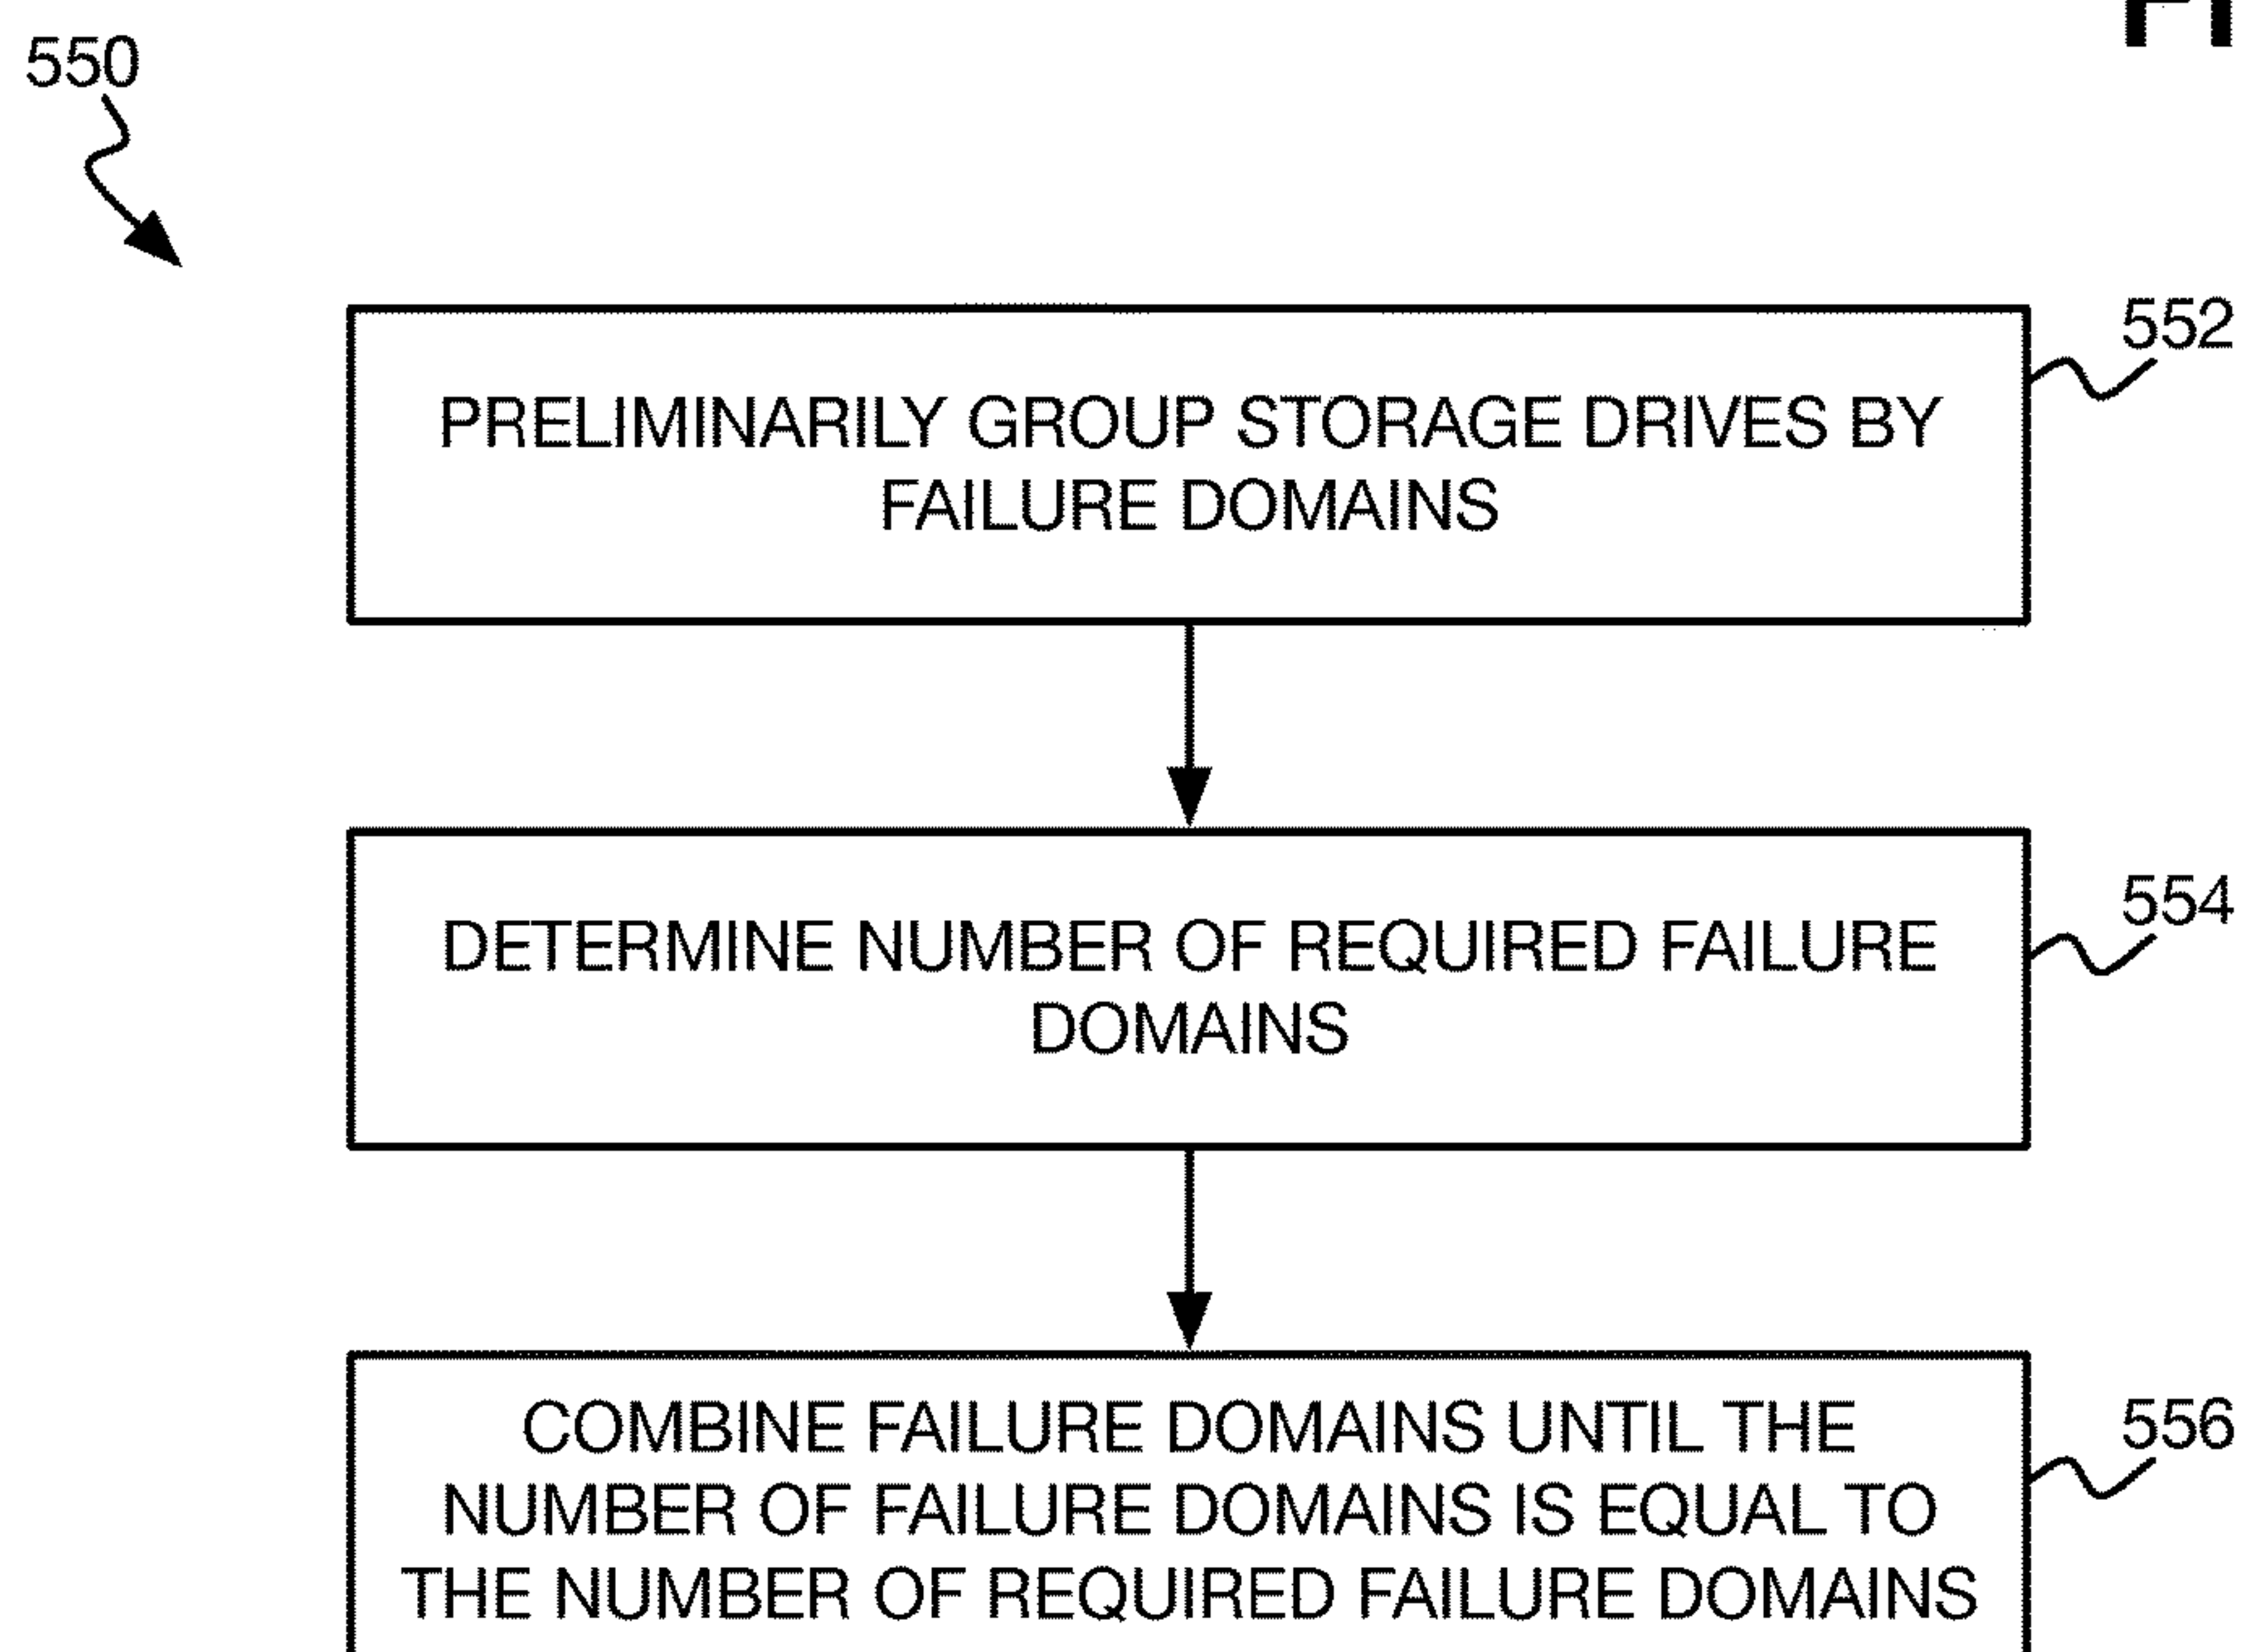 550
552
PRELIMINARILY GROUP STORAGE DRIVES BY
FAILURE DOMAINS
554
DETERMINE NUMBER OF REQUIRED FAILURE
DOMAINS
556
COMBINE FAILURE DOMAINS UNTIL THE
NUMBER OF FAILURE DOMAINS IS EQUAL TO
THE NUMBER OF REQUIRED FAILURE DOMAINS